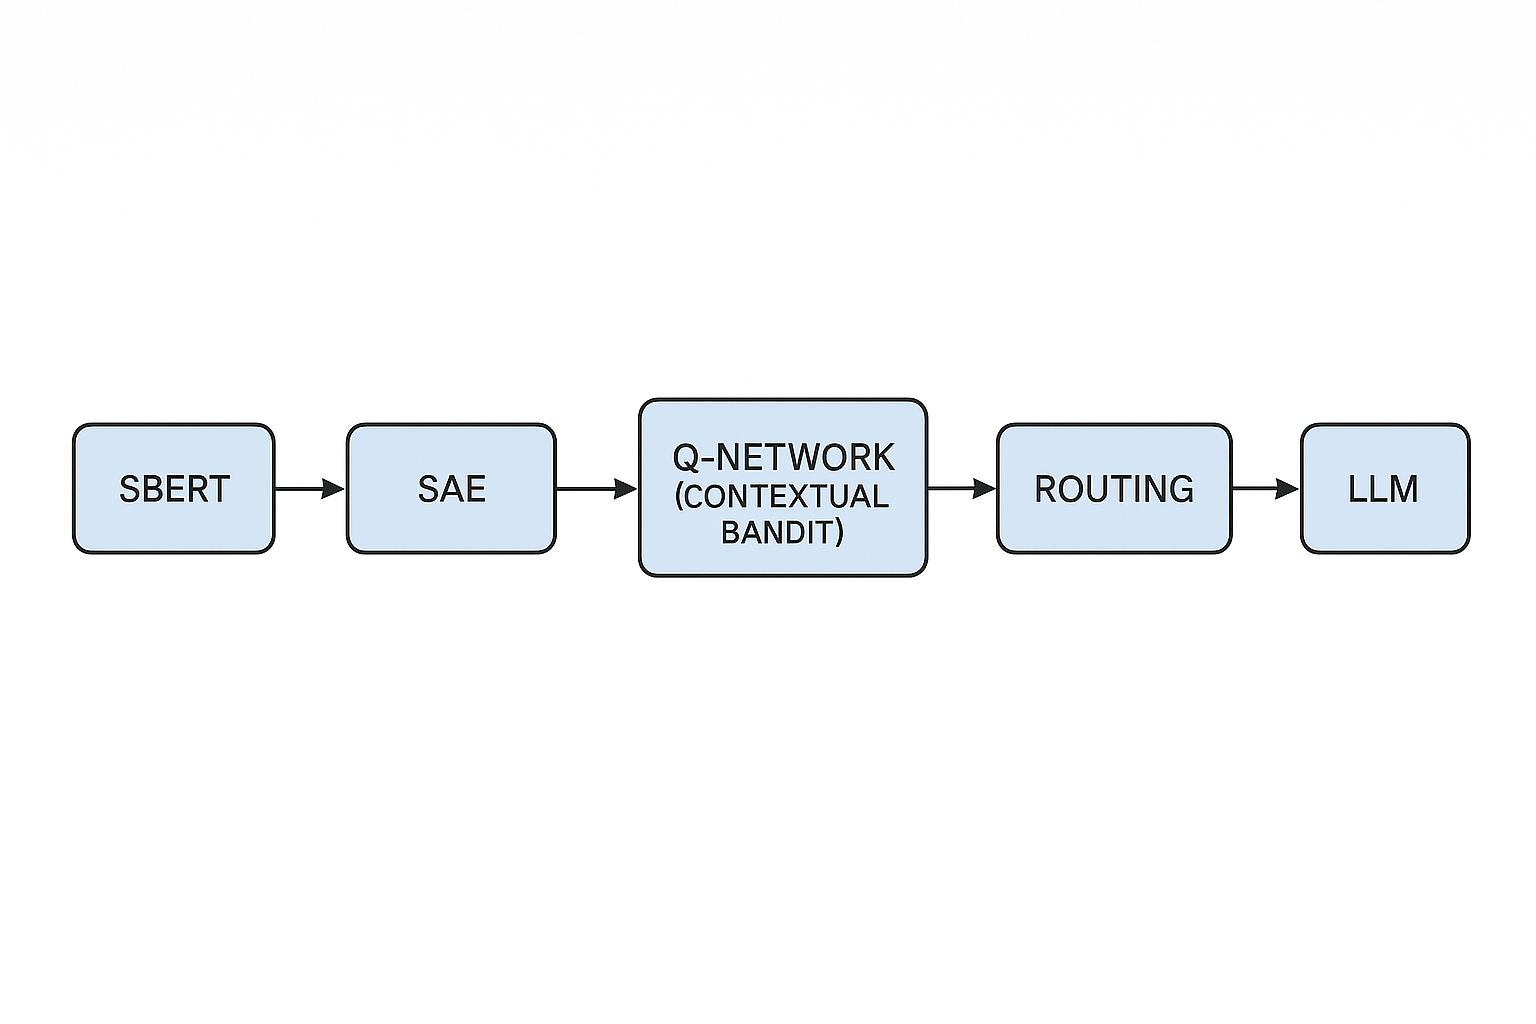 SBERT
SAE
Q-NETWORK
(CONTEXTUAL
BANDIT)
ROUTING
LLM